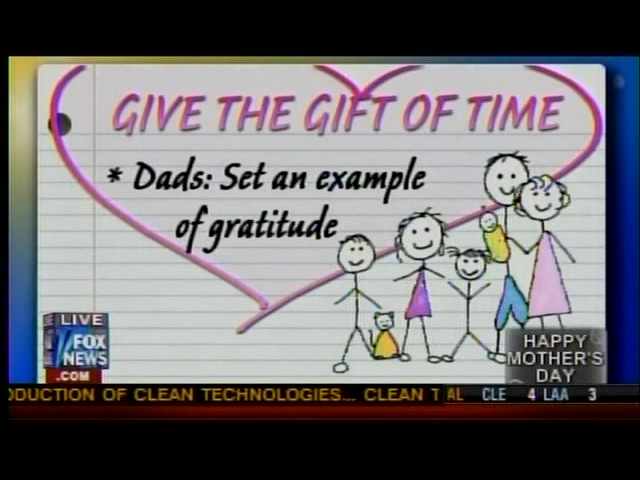 GIVE THE GIFT OF TIME
* Dads: Set an example
of gratitude
LIVE
FOX
NEWS
.COM
HAPPY
MOTHER'S
DAY
ODUCTION OF CLEAN TECHNOLOGIES... CLEAN T AL CLE 4 LAA 3